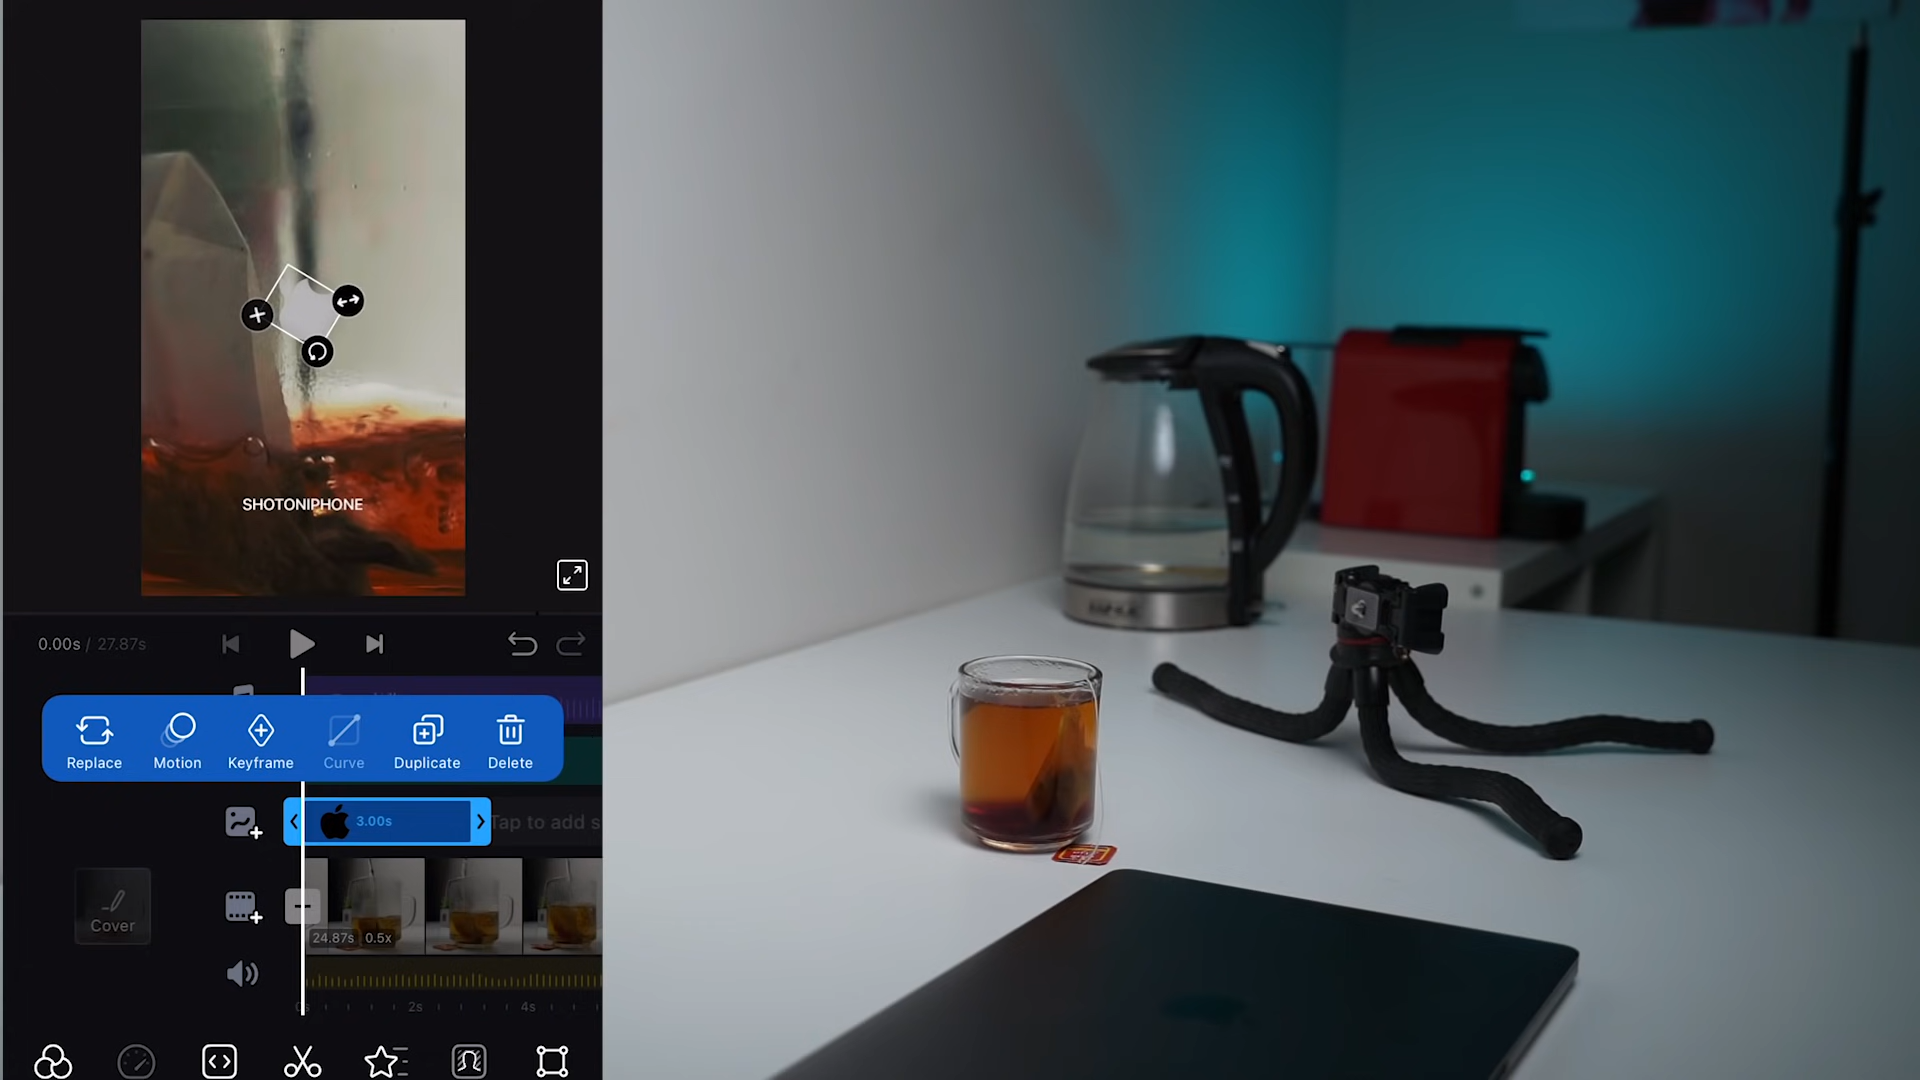 SHOTONIPHONE
0.00s / 27.87s
Replace
Motion
Keyframe
Curve
Duplicate
Delete
3.00s
Tap to add s
Cover
24.87s 0.5x
2s
4s